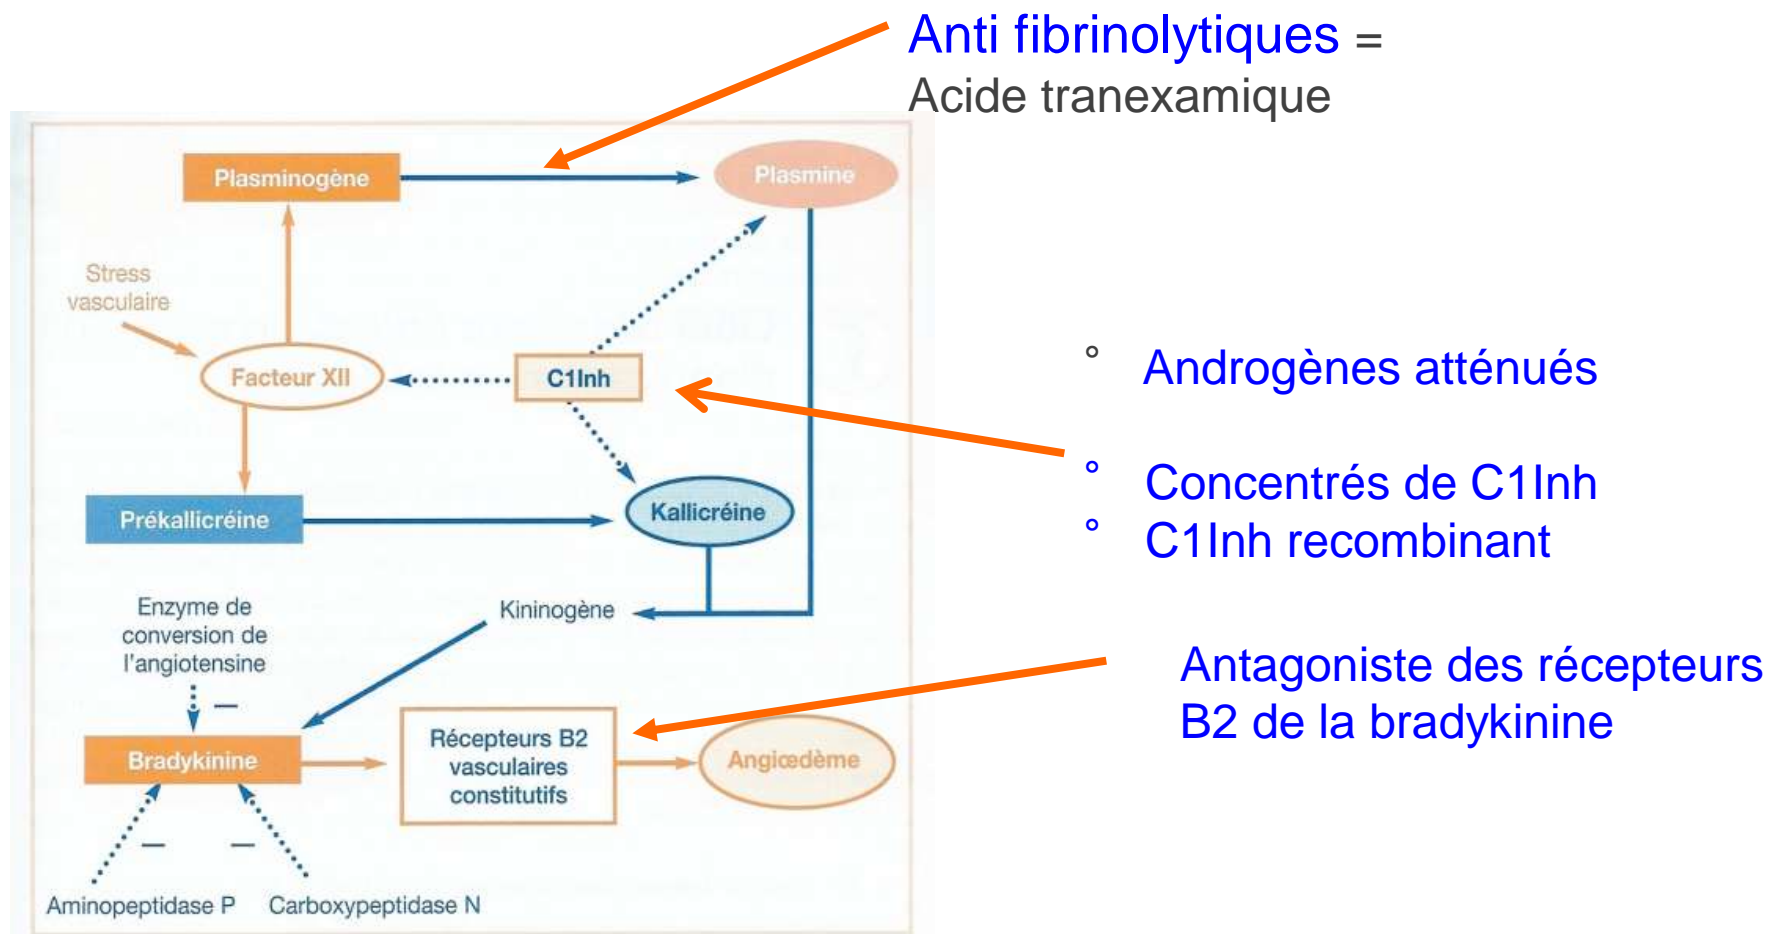 Anti fibrinolytiques =
Acide tranexamique
Plasminogène
Plasmine
Stress
vasculaire
Facteur XII
C1Inh
° Androgènes atténués
° Concentrés de C1Inh
° C1Inh recombinant
Prékallicréine
Kallicréine
Enzyme de
conversion de
l'angiotensine
Kininogène
—
Antagoniste des récepteurs
B2 de la bradykinine
Bradykinine
Récepteurs B2
vasculaires
constitutifs
Angiœdème
— —
Aminopeptidase P
Carboxypeptidase N